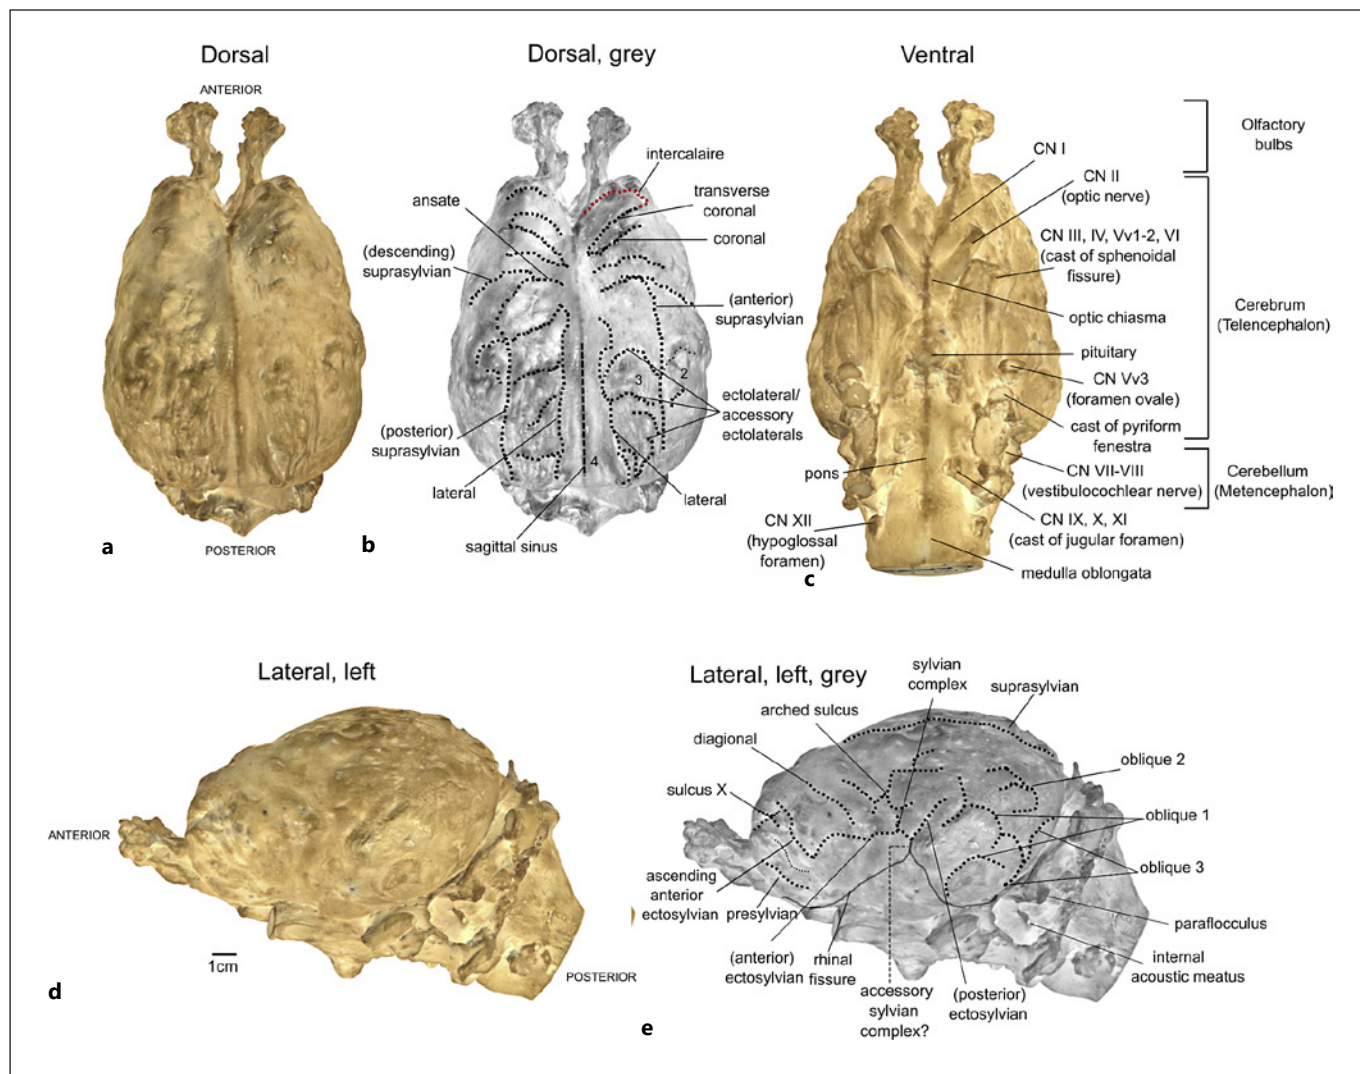 Dorsal
ANTERIOR
a
POSTERIOR
Dorsal, grey
intercalaire
ansate
transverse
coronal
coronal
(descending)
suprasylvian
(anterior)
suprasylvian
2
3
ectolateral/
accessory
ectolaterals
(posterior)
suprasylvian
4
lateral
lateral
sagittal sinus
b
Ventral
CN I
Olfactory
bulbs
CN II
(optic nerve)
CN III, IV, Vv1-2, VI
(cast of sphenoidal
fissure)
optic chiasma
Cerebrum
(Telencephalon)
pituitary
CN Vv3
(foramen ovale)
cast of pyriform
fenestra
pons
CN VII-VIII
(vestibulocochlear nerve)
Cerebellum
(Metencephalon)
CN XII
(hypoglossal
foramen)
CN IX, X, XI
(cast of jugular foramen)
medulla oblongata
c
Lateral, left
ANTERIOR
1cm
POSTERIOR
d
Lateral, left, grey
sylvian
complex
suprasylvian
arched sulcus
diagional
oblique 2
sulcus X
oblique 1
oblique 3
ascending
anterior
ectosylvian
presylvian
paraflocculus
(anterior)
ectosylvian
rhinal
fissure
internal
acoustic meatus
accessory
sylvian
complex?
(posterior)
ectosylvian
e